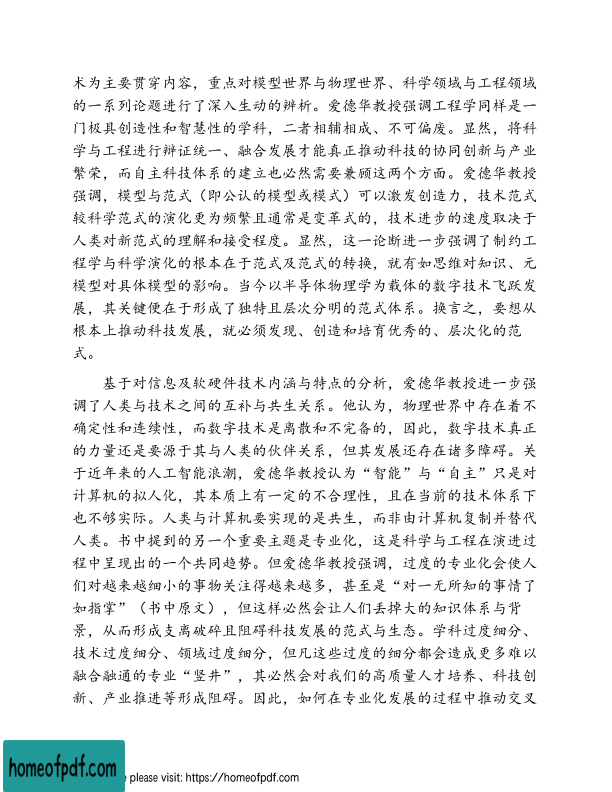 术为主要贯穿内容，重点对模型世界与物理世界、科学领域与工程领域
的一系列论题进行了深入生动的辨析。爱德华教授强调工程学同样是一
门极具创造性和智慧性的学科，二者相辅相成、不可偏废。显然，将科
学与工程进行辩证统一、融合发展才能真正推动科技的协同创新与产业
繁荣，而自主科技体系的建立也必然需要兼顾这两个方面。爱德华教授
强调，模型与范式（即公认的模型或模式）可以激发创造力，技术范式
较科学范式的演化更为频繁且通常是变革式的，技术进步的速度取决于
人类对新范式的理解和接受程度。显然，这一论断进一步强调了制约工
程学与科学演化的根本在于范式及范式的转换，就有如思维对知识、元
模型对具体模型的影响。当今以半导体物理学为载体的数字技术飞跃发
展，其关键便在于形成了独特且层次分明的范式体系。换言之，要想从
根本上推动科技发展，就必须发现、创造和培育优秀的、层次化的范
式。
基于对信息及软硬件技术内涵与特点的分析，爱德华教授进一步强
调了人类与技术之间的互补与共生关系。他认为，物理世界中存在着不
确定性和连续性，而数字技术是离散和不完备的，因此，数字技术真正
的力量还是要源于其与人类的伙伴关系，但其发展还存在诸多障碍。关
于近年来的人工智能浪潮，爱德华教授认为“智能”与“自主”只是对
计算机的拟人化，其本质上有一定的不合理性，且在当前的技术体系下
也不够实际。人类与计算机要实现的是共生，而非由计算机复制并替代
人类。书中提到的另一个重要主题是专业化，这是科学与工程在演进过
程中呈现出的一个共同趋势。但爱德华教授强调，过度的专业化会使人
们对越来越细小的事物关注得越来越多，甚至是“对一无所知的事情了
如指掌”（书中原文），但这样必然会让人们丢掉大的知识体系与背
景，从而形成支离破碎且阻碍科技发展的范式与生态。学科过度细分、
技术过度细分、领域过度细分，但凡这些过度的细分都会造成更多难以
融合融通的专业“竖井”，其必然会对我们的高质量人才培养、科技创
新、产业推进等形成阻碍。因此，如何在专业化发展的过程中推动交叉
homeofpdf.com
e please visit: https://homeofpdf.com